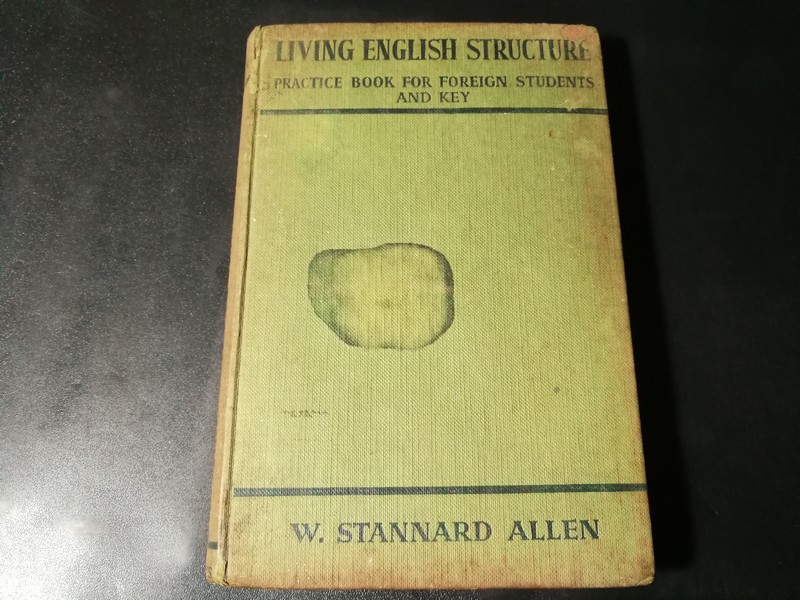 LIVING ENGLISH STRUCTURE
PRACTICE BOOK FOR FOREIGN STUDENTS
AND KEY
W. STANNARD ALLEN